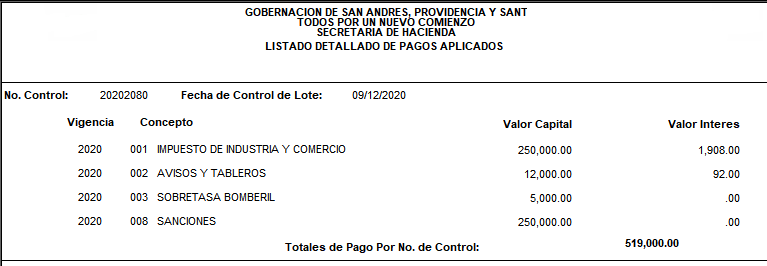 GOBERNACION DE SAN ANDRES, PROVIDENCIA Y SANT
TODOS POR UN NUEVO COMIENZO
SECRETARIA DE HACIENDA
LISTADO DETALLADO DE PAGOS APLICADOS
No. Control: 20202080 Fecha de Control de Lote: 09/12/2020
Vigencia Concepto Valor Capital Valor Interes
2020 001 IMPUESTO DE INDUSTRIA Y COMERCIO 250,000.00 1,908.00
2020 002 AVISOS Y TABLEROS 12,000.00 92.00
2020 003 SOBRETASA BOMBERIL 5,000.00 .00
2020 008 SANCIONES 250,000.00 .00
Totales de Pago Por No. de Control: 519,000.00